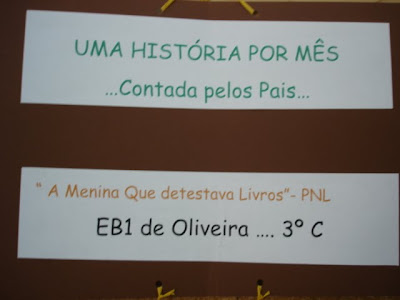 UMA HISTÓRIA POR MÊS
...Contada pelos Pais...
“ A Menina Que detestava Livros”- PNL
EB1 de Oliveira .... 3º C